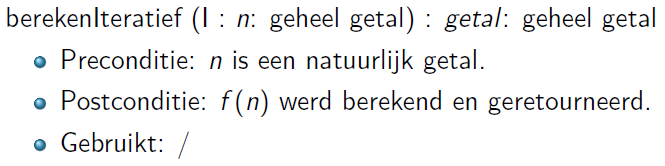 berekenIteratief (I : n: geheel getal) : getal: geheel getal
Preconditie: n is een natuurlijk getal.
Postconditie: f(n) werd berekend en geretourneerd.
Gebruikt: /